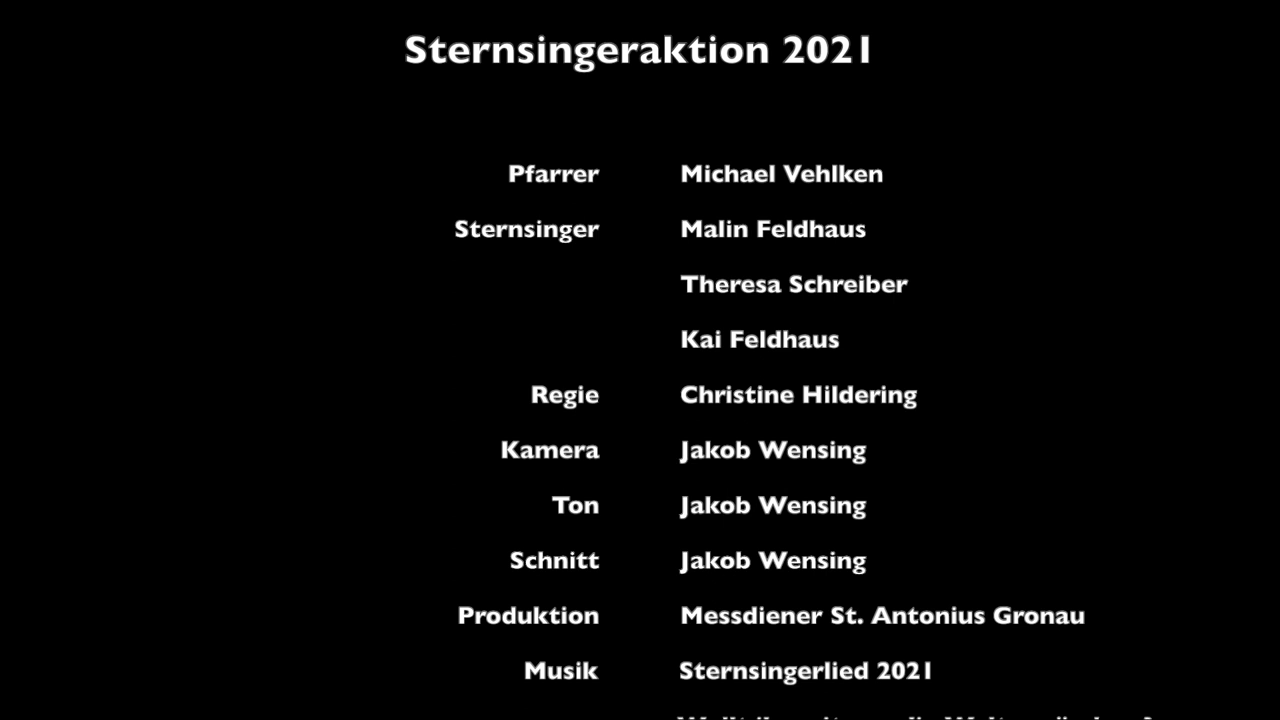 Sternsingeraktion 2021
Pfarrer Michael Vehlken
Sternsinger Malin Feldhaus
Theresa Schreiber
Kai Feldhaus
Regie Christine Hildering
Kamera Jakob Wensing
Ton Jakob Wensing
Schnitt Jakob Wensing
Produktion Messdiener St. Antonius Gronau
Musik Sternsingerlied 2021